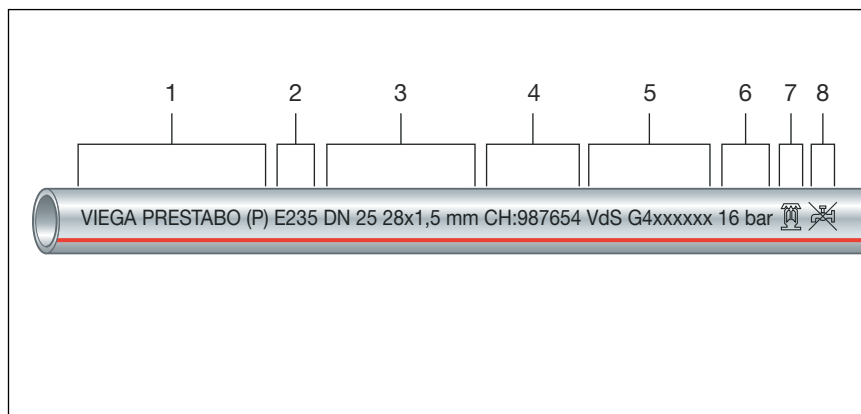 1 2 3 4 5 6 7 8
VIEGA PRESTABO (P) E235 DN 25 28x1,5 mm CH:987654 VdS G4xxxxxx 16 bar